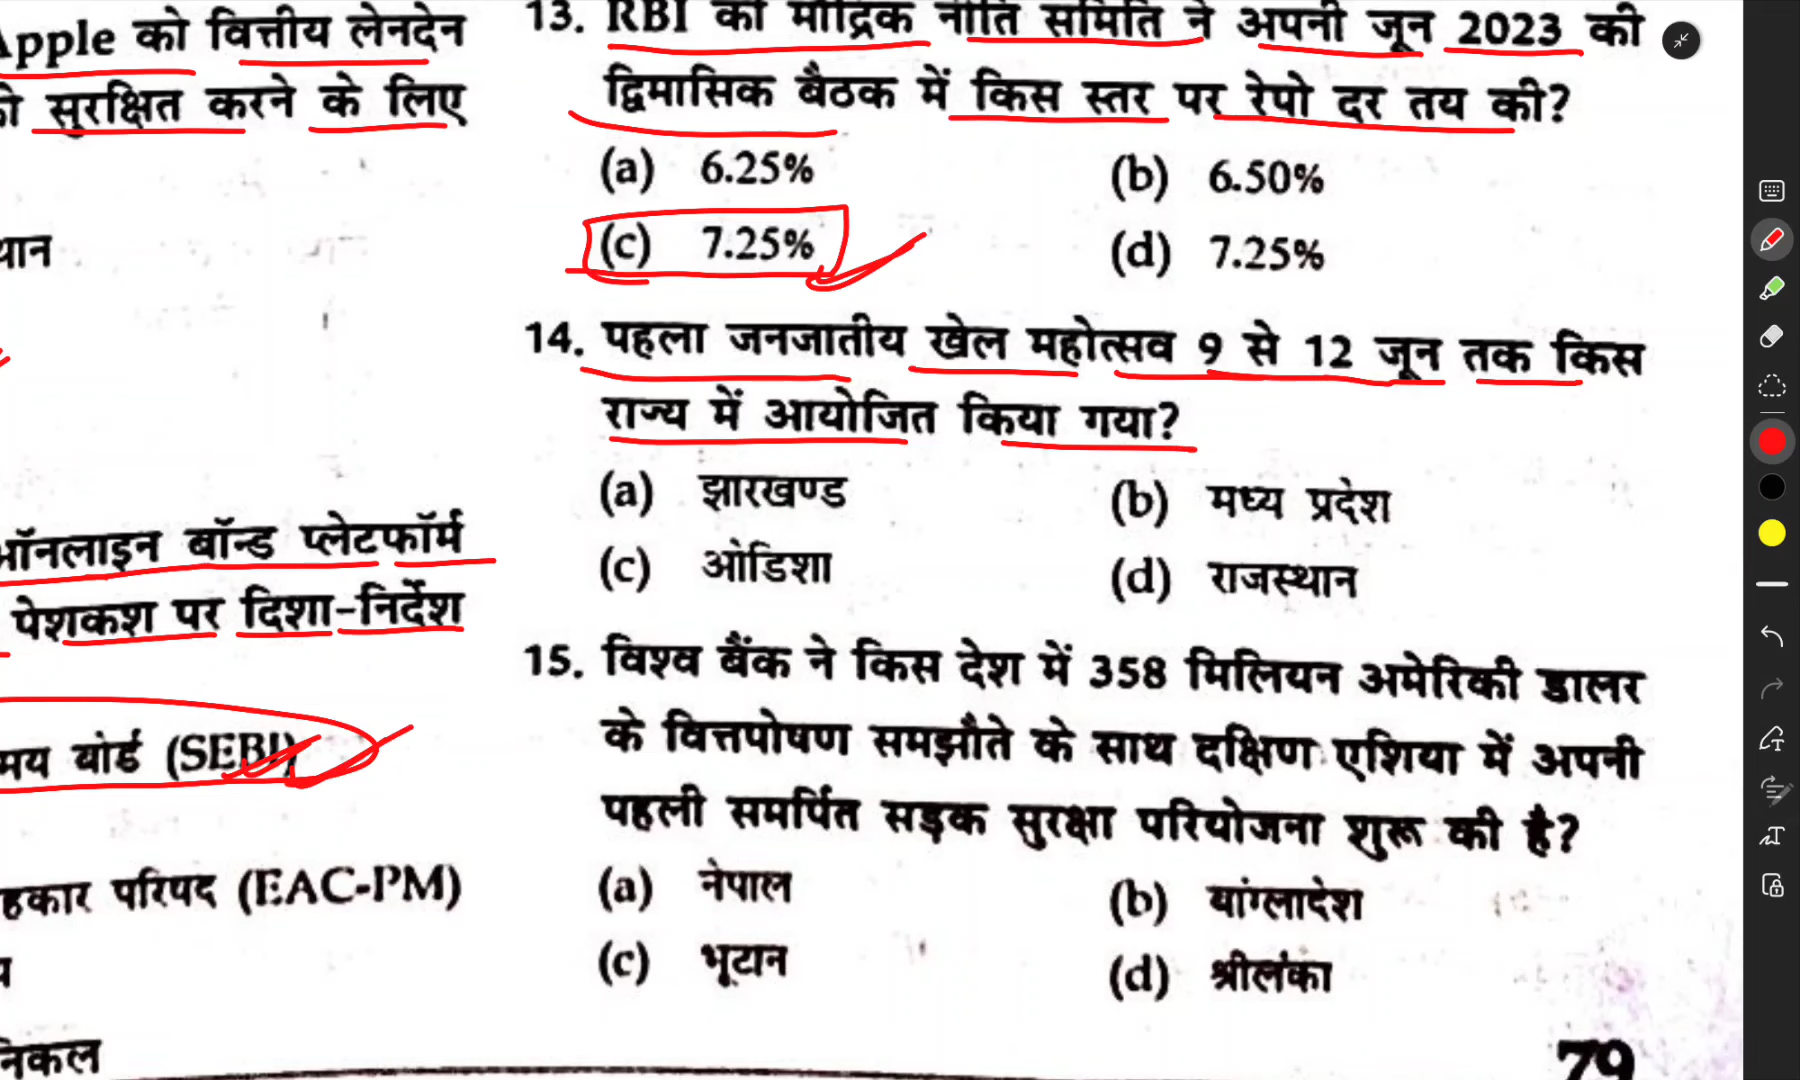 Apple को वित्तीय लेनदेन
सुरक्षित करने के लिए
ऑनलाइन बॉन्ड प्लेटफॉर्म
पेशकश पर दिशा-निर्देश
(SEBI)
परिषद (EAC-PM)
13. RBI की मौद्रिक नीति समिति ने अपनी जून 2023 की
द्विमासिक बैठक में किस स्तर पर रेपो दर तय की?
(a) 6.25% (b) 6.50%
(c) 7.25% (d) 7.25%
14. पहला जनजातीय खेल महोत्सव 9 से 12 जून तक किस
राज्य में आयोजित किया गया?
(a) झारखण्ड (b) मध्य प्रदेश
(c) ओडिशा (d) राजस्थान
15. विश्व बैंक ने किस देश में 358 मिलियन अमेरिकी डालर
के वित्तपोषण समझौते के साथ दक्षिण एशिया में अपनी
पहली समर्पित सड़क सुरक्षा परियोजना शुरू की है?
(a) नेपाल (b) बांग्लादेश
(c) भूटान (d) श्रीलंका
79